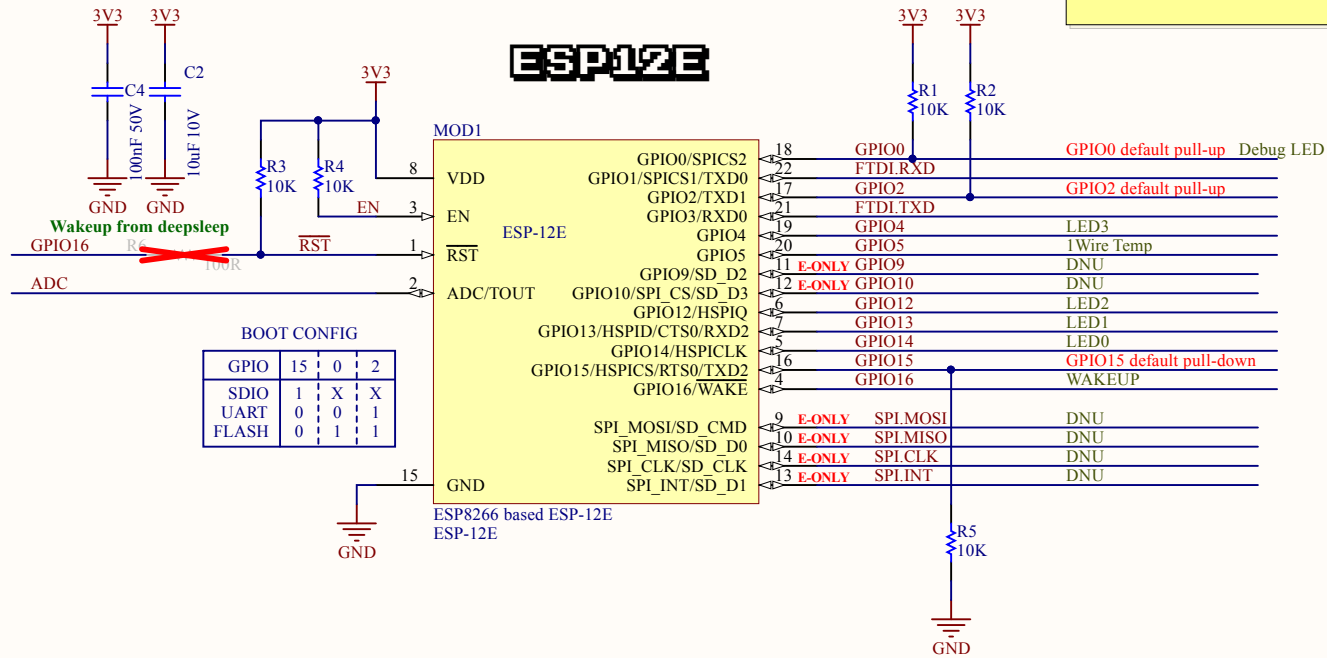 3V3
3V3
C4
100nF 50V
C2
10uF 10V
GND
GND
ESP12E
3V3
R3
10K
R4
10K
EN
Wakeup from deepsleep
GPIO16
100R
RST
ADC
MOD1
8 VDD
3 EN
1 RST
2 ADC/TOUT
15 GND
ESP-12E
GPIO0/SPICS2 18 GPIO0 GPIO0 default pull-up Debug LED
GPIO1/SPICS1/TXD0 22 FTDI.RXD
GPIO2/TXD1 17 GPIO2 GPIO2 default pull-up
GPIO3/RXD0 21 FTDI.TXD
GPIO4 19 GPIO4 LED3
GPIO5 20 GPIO5 1Wire Temp
GPIO9/SD_D2 11 E-ONLY GPIO9 DNU
GPIO10/SPI_CS/SD_D3 12 E-ONLY GPIO10 DNU
GPIO12/HSPIQ 6 GPIO12 LED2
GPIO13/HSPID/CTS0/RXD2 7 GPIO13 LED1
GPIO14/HSPICLK 5 GPIO14 LED0
GPIO15/HSPICS/RTS0/TXD2 16 GPIO15 GPIO15 default pull-down
GPIO16/WAKE 4 GPIO16 WAKEUP
SPI_MOSI/SD_CMD 9 E-ONLY SPI.MOSI DNU
SPI_MISO/SD_D0 10 E-ONLY SPI.MISO DNU
SPI_CLK/SD_CLK 14 E-ONLY SPI.CLK DNU
SPI_INT/SD_D1 13 E-ONLY SPI.INT DNU
ESP8266 based ESP-12E
ESP-12E
GND
3V3
3V3
R1
10K
R2
10K
R5
10K
GND
BOOT CONFIG
GPIO 15 0 2
SDIO 1 X X
UART 0 0 1
FLASH 0 1 1